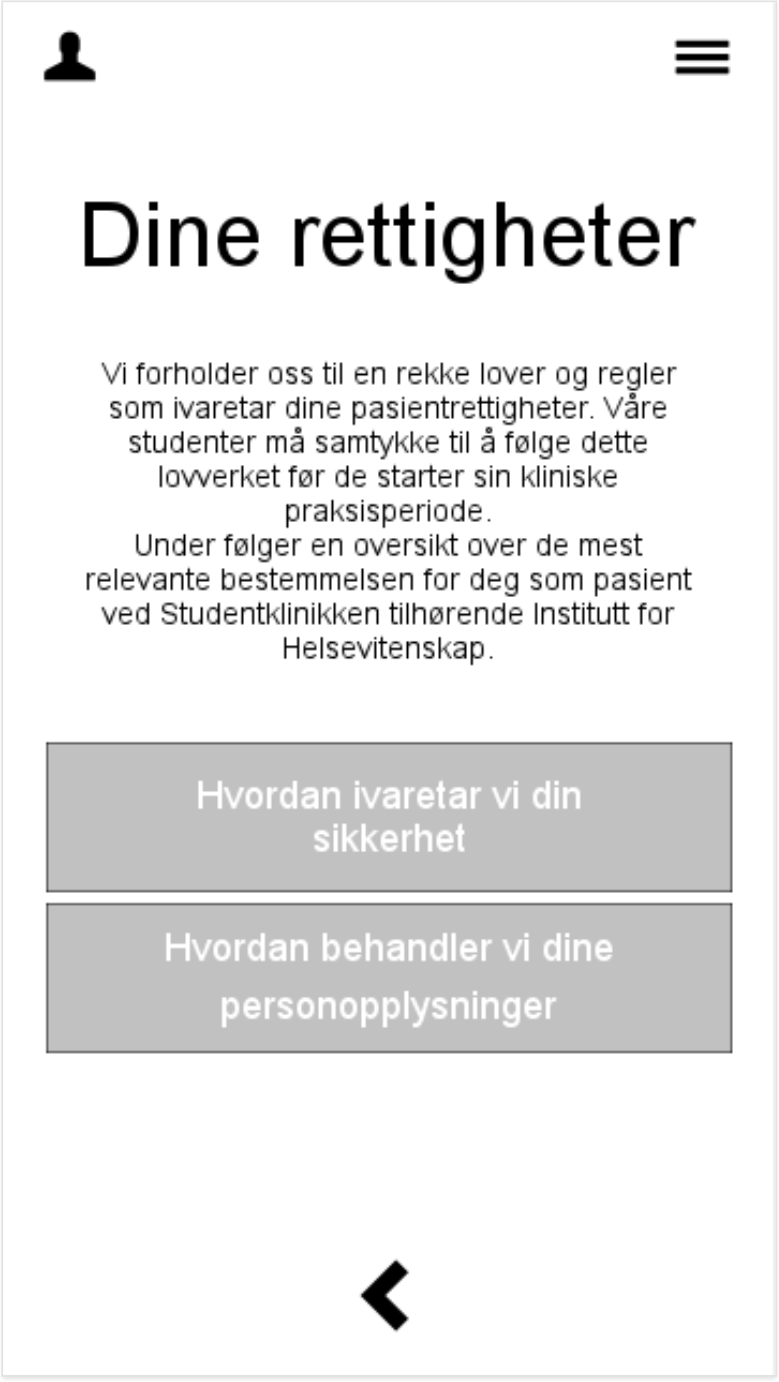 Dine rettigheter
Vi forholder oss til en rekke lover og regler
som ivaretar dine pasientrettigheter. Våre
studenter må samtykke til å følge dette
lovverket før de starter sin kliniske
praksisperiode.
Under følger en oversikt over de mest
relevante bestemmelsen for deg som pasient
ved Studentklinikken tilhørende Institutt for
Helsevitenskap.
Hvordan ivaretar vi din
sikkerhet
Hvordan behandler vi dine
personopplysninger